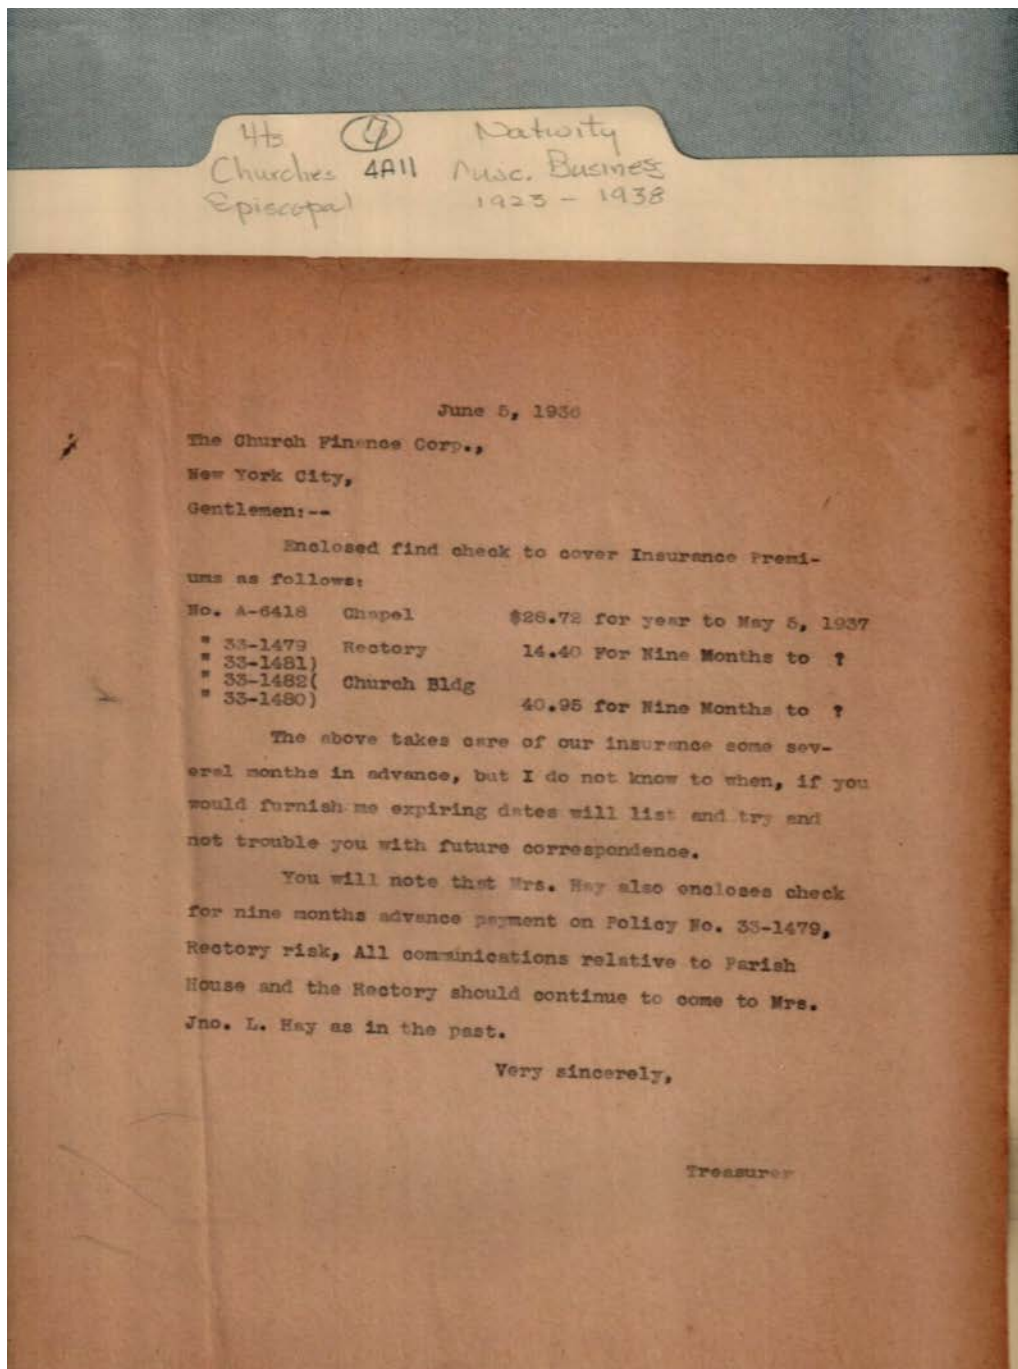 4ts ⑦ Nativity
Churches 4A11 Misc. Business
Episcopal 1923 - 1938
June 5, 1936
The Church Finance Corp.,
New York City,
Gentlemen:--
Enclosed find check to cover Insurance Premi-
ums as follows:
No. A-6418 Chapel $28.72 for year to May 5, 1937
" 33-1479 Rectory 14.40 For Nine Months to ?
" 33-1481)
" 33-1482( Church Bldg
" 33-1480) 40.95 for Nine Months to ?
The above takes care of our insurance some sev-
eral months in advance, but I do not know to when, if you
would furnish me expiring dates will list and try and
not trouble you with future correspondence.
You will note that Mrs. Hay also encloses check
for nine months advance payment on Policy No. 33-1479,
Rectory risk, All communications relative to Parish
House and the Rectory should continue to come to Mrs.
Jno. L. Hay as in the past.
Very sincerely,
Treasurer